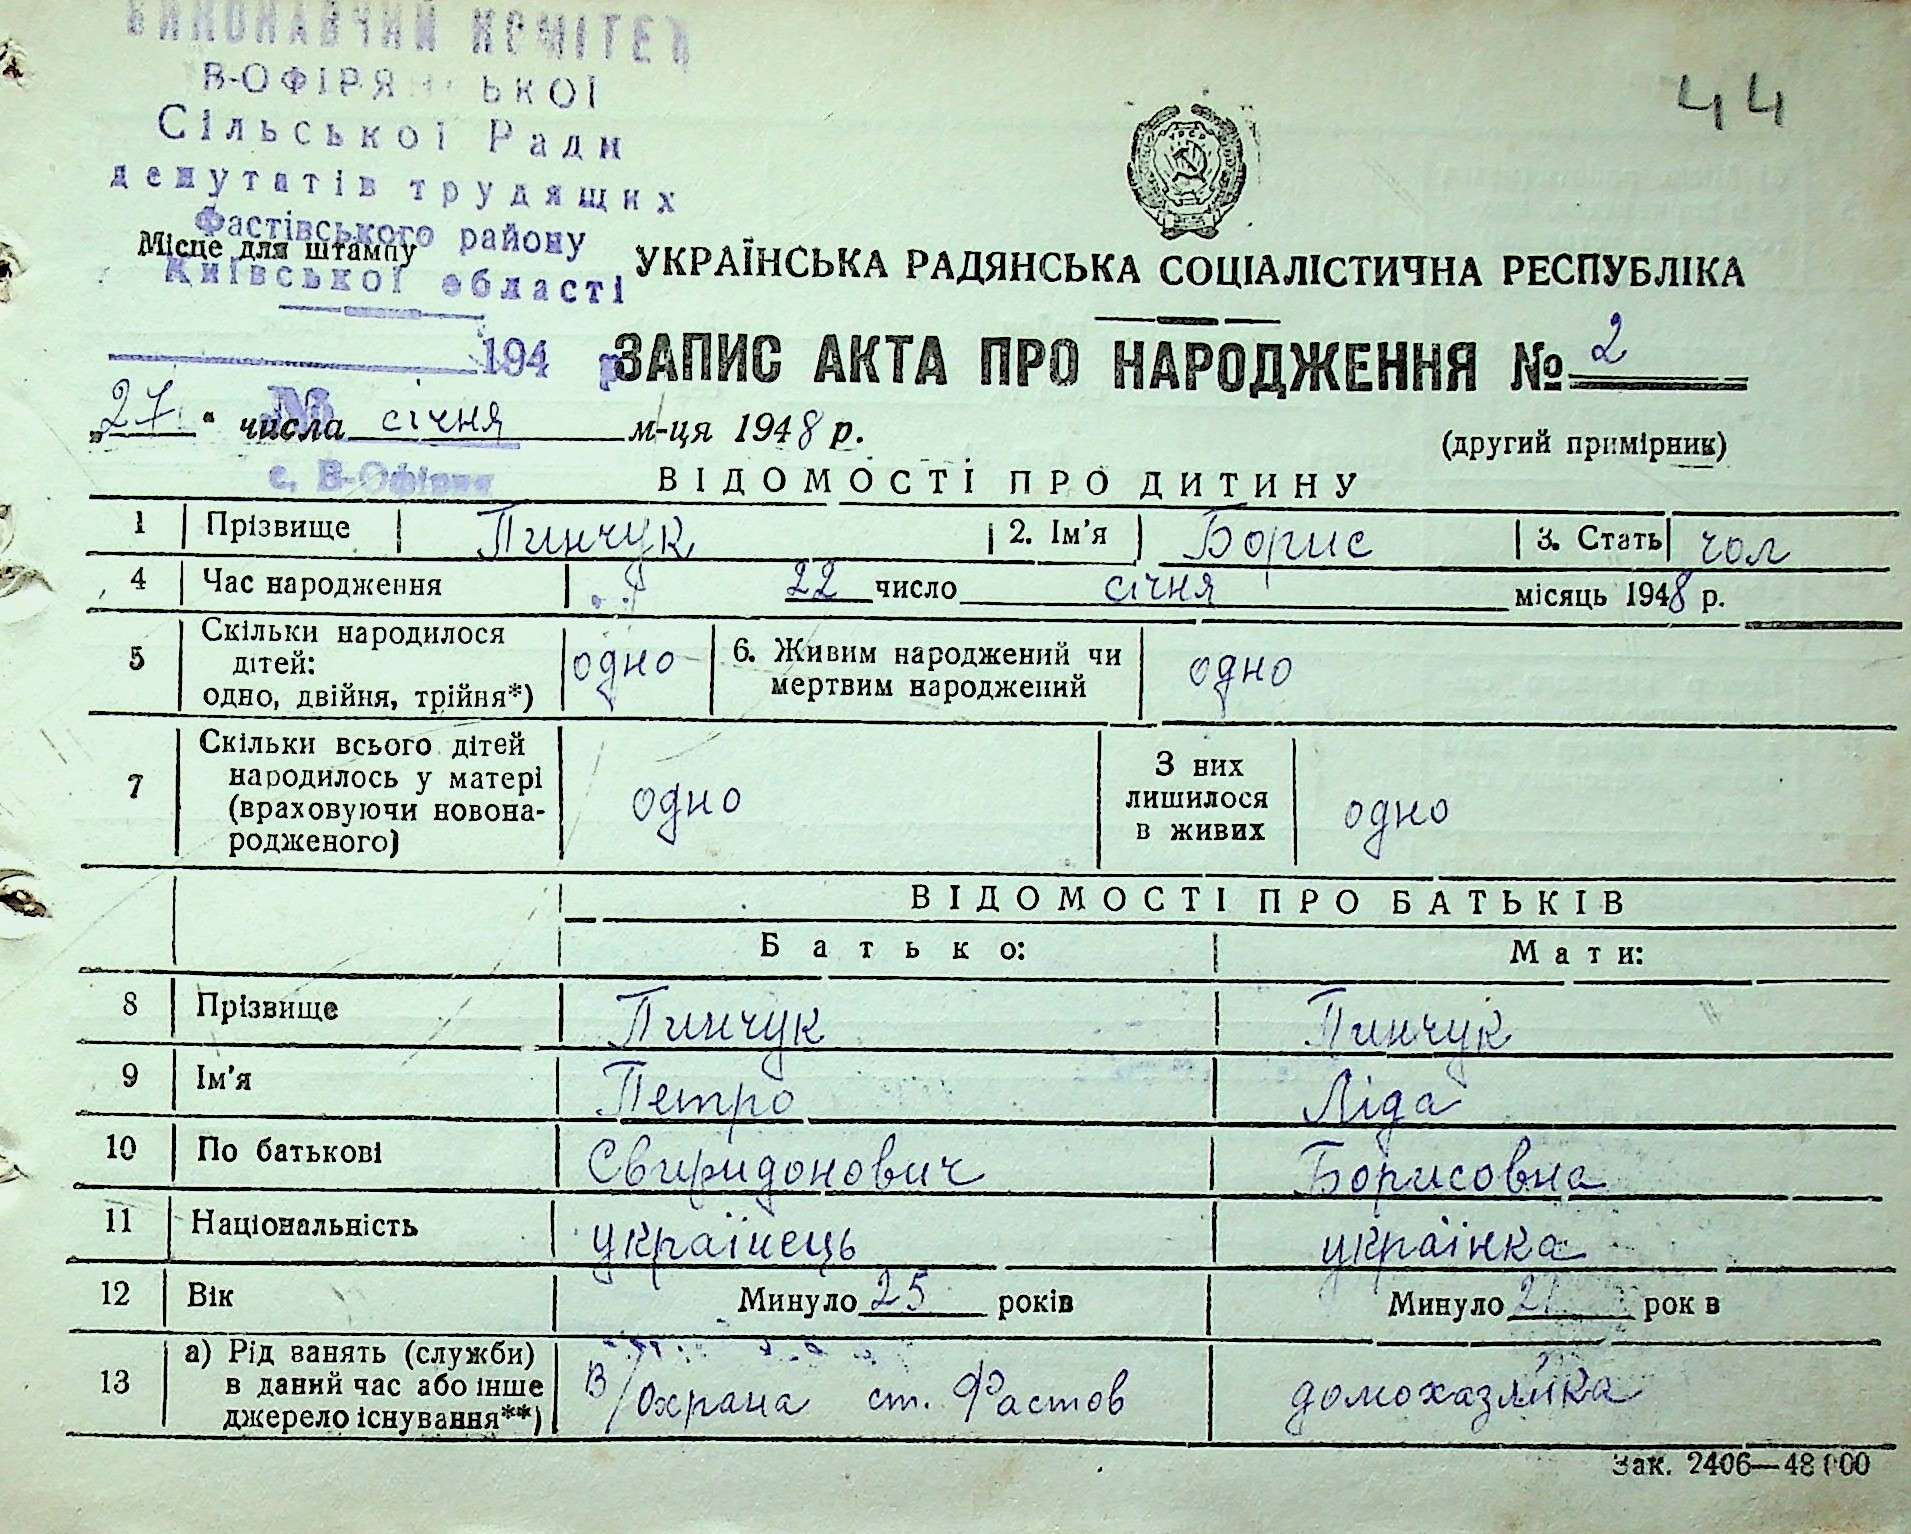 ВИКОНАВЧИЙ КОМІТЕТ
В-ОФІРЯНСЬКОЇ
Сільської Ради
депутатів трудящих
Фастівського району
Київської області
Місце для штампу
194 р
№
с. В-Офірня
44
УРСР
УКРАЇНСЬКА РАДЯНСЬКА СОЦІАЛІСТИЧНА РЕСПУБЛІКА
ЗАПИС АКТА ПРО НАРОДЖЕННЯ № 2
„27“ числа січня м-ця 1948 р.
(другий примірник)
ВІДОМОСТІ ПРО ДИТИНУ
1 Прізвище Пинчук 2. Ім'я Борис 3. Стать чол
4 Час народження 22 число січня місяць 1948 р.
5 Скільки народилося дітей: одно, двійня, трійня*) одно 6. Живим народжений чи мертвим народжений одно
7 Скільки всього дітей народилось у матері (враховуючи новонародженого) одно З них лишилося в живих одно
ВІДОМОСТІ ПРО БАТЬКІВ
Батько: Мати:
8 Прізвище Пинчук Пинчук
9 Ім'я Петро Ліда
10 По батькові Свиридонович Борисовна
11 Національність українець українка
12 Вік Минуло 25 років Минуло 21 рок в
13 а) Рід занять (служби) в даний час або інше джерело існування**) В/охрана ст. Фастов домохазяйка
Зак. 2406—48000